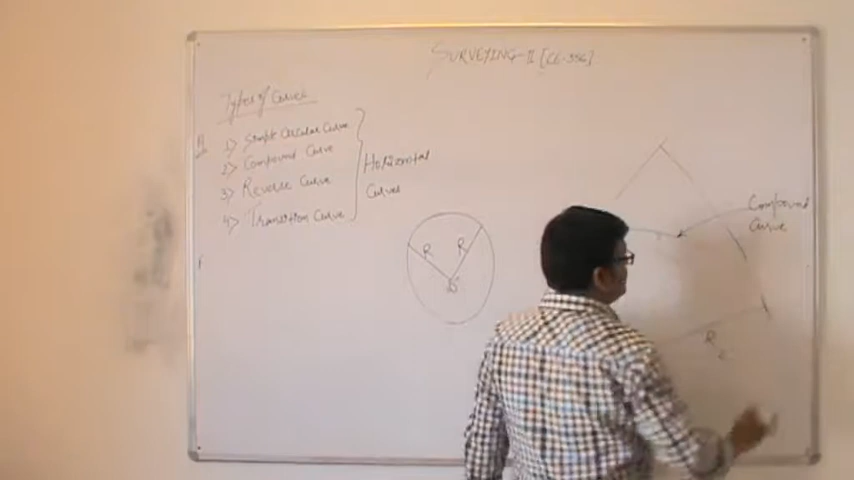 SURVEYING-II [CE-356]
Types of Curves
1) Simple Circular Curve
2) Compound Curve
3) Reverse Curve
4) Transition Curve
Horizontal
Curves
R
R
Compound
Curve
R